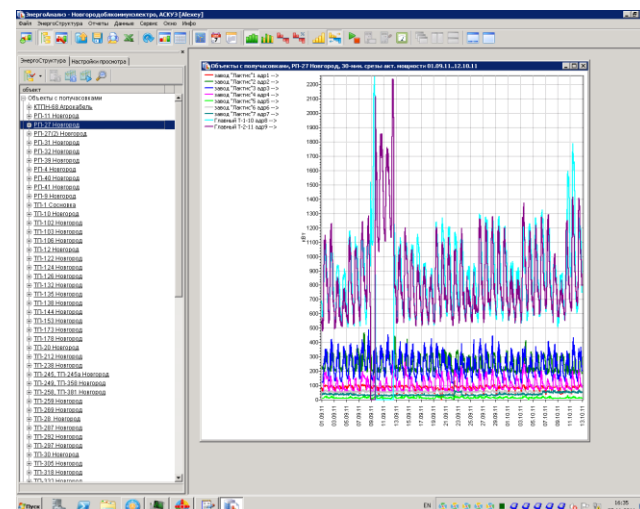 ЭнергоАнализ - Новгородоблкоммунэлектро, АСКУЭ [Alexey]
Файл ЭнергоСтруктура Отчеты Данные Сервис Окно Инфо
ЭнергоСтруктура Настройки просмотра
объект
Объекты с получасовками
КТПН-68 Аэрокабель
РП-11 Новгород
РП-27 Новгород
РП-27(2) Новгород
РП-31 Новгород
РП-32 Новгород
РП-39 Новгород
РП-4 Новгород
РП-40 Новгород
РП-41 Новгород
РП-9 Новгород
ТП-1 Сосновка
ТП-10 Новгород
ТП-102 Новгород
ТП-103 Новгород
ТП-106 Новгород
ТП-12 Новгород
ТП-122 Новгород
ТП-124 Новгород
ТП-126 Новгород
ТП-132 Новгород
ТП-135 Новгород
ТП-136 Новгород
ТП-144 Новгород
ТП-153 Новгород
ТП-173 Новгород
ТП-178 Новгород
ТП-20 Новгород
ТП-212 Новгород
ТП-238 Новгород
ТП-245, ТП-245а Новгород
ТП-249, ТП-358 Новгород
ТП-258, ТП-381 Новгород
ТП-259 Новгород
ТП-269 Новгород
ТП-28 Новгород
ТП-287 Новгород
ТП-292 Новгород
ТП-297 Новгород
ТП-30 Новгород
ТП-305 Новгород
ТП-318 Новгород
Объекты с получасовками, РП-27 Новгород, 30-мин. срезы акт. мощности 01.09.11..12.10.11
завод "Лактис"1 адр1 -->
завод "Лактис"2 адр2 -->
завод "Лактис"3 адр3 -->
завод "Лактис"4 адр4 -->
завод "Лактис"5 адр5 -->
завод "Лактис"6 адр6 -->
завод "Лактис"7 адр7 -->
Главный Т-1-10 адр8 -->
Главный Т-2-11 адр9 -->
2200
2100
2000
1900
1800
1700
1600
1500
1400
1300
1200
1100
1000
900
800
700
600
500
400
300
200
100
0
кВт
01.09.11 03.09.11 05.09.11 07.09.11 09.09.11 11.09.11 13.09.11 15.09.11 17.09.11 19.09.11 21.09.11 23.09.11 25.09.11 27.09.11 29.09.11 01.10.11 03.10.11 05.10.11 07.10.11 09.10.11 11.10.11 13.10.11
Пуск
EN
16:35